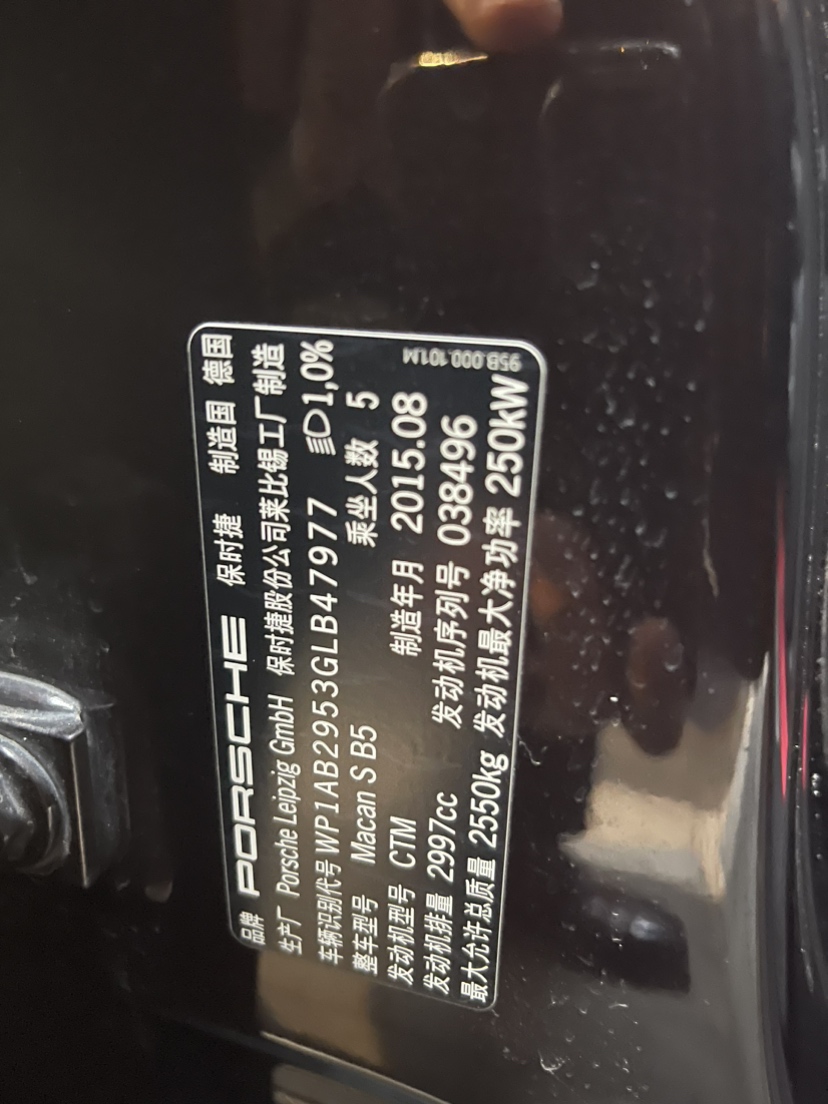 品牌 PORSCHE 保时捷 制造国 德国
生产厂 Porsche Leipzig GmbH 保时捷股份公司莱比锡工厂制造
车辆识别代号 WP1AB2953GLB47977 1,0%
整车型号 Macan S B5 乘坐人数 5
发动机型号 CTM 制造年月 2015.08
发动机排量 2997cc 发动机序列号 038496
最大允许总质量 2550kg 发动机最大净功率 250kW
95B.000.101.M